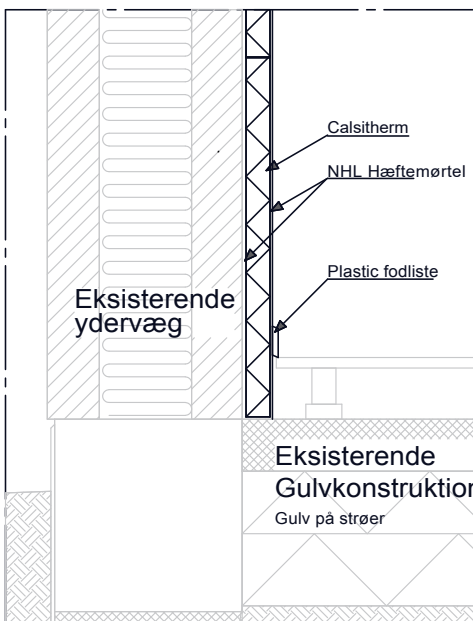 Calsitherm
NHL Hæftemørtel
Plastic fodliste
Eksisterende
ydervæg
Eksisterende
Gulvkonstruktion
Gulv på strøer